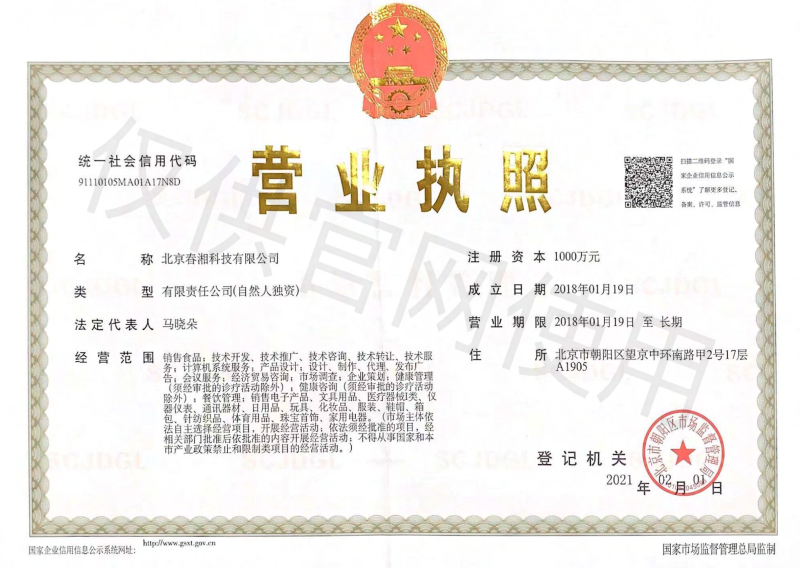 统一社会信用代码
91110105MA01A17N8D
营业执照
扫描二维码登录“国
家企业信用信息公示
系统”了解更多登记、
备案、许可、监管信息
名 称 北京春湘科技有限公司
类 型 有限责任公司(自然人独资)
法定代表人 马晓朵
经营范围 销售食品；技术开发、技术推广、技术咨询、技术转让、技术服
务；计算机系统服务；产品设计；设计、制作、代理、发布广
告；会议服务；经济贸易咨询；市场调查；企业策划；健康管理
（须经审批的诊疗活动除外）；健康咨询（须经审批的诊疗活动
除外）；餐饮管理；销售电子产品、文具用品、医疗器械I类、仪
器仪表、通讯器材、日用品、玩具、化妆品、服装、鞋帽、箱
包、针纺织品、体育用品、珠宝首饰、家用电器。（市场主体依
法自主选择经营项目，开展经营活动；依法须经批准的项目，经
相关部门批准后依批准的内容开展经营活动；不得从事国家和本
市产业政策禁止和限制类项目的经营活动。）
注册资本 1000万元
成立日期 2018年01月19日
营业期限 2018年01月19日 至 长期
住 所 北京市朝阳区望京中环南路甲2号17层
A1905
仅供官网使用
登记机关
北京市朝阳区市场监督管理局
2021年02月01日
国家企业信用信息公示系统网址：
http://www.gsxt.gov.cn
国家市场监督管理总局监制
SCJDGL